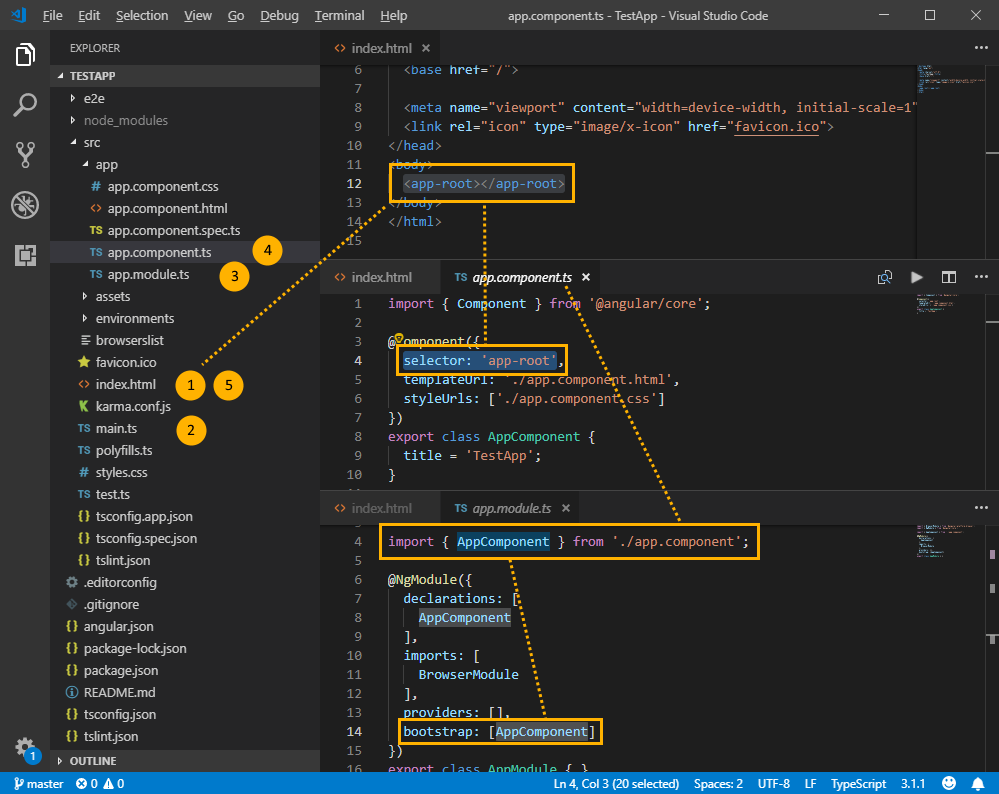 File Edit Selection View Go Debug Terminal Help app.component.ts - TestApp - Visual Studio Code
EXPLORER
TESTAPP
e2e
node_modules
src
app
# app.component.css
<> app.component.html
TS app.component.spec.ts
TS app.component.ts 4
TS app.module.ts 3
assets
environments
browserslist
favicon.ico
<> index.html 1 5
karma.conf.js
TS main.ts 2
TS polyfills.ts
# styles.css
TS test.ts
{} tsconfig.app.json
{} tsconfig.spec.json
{} tslint.json
.editorconfig
.gitignore
{} angular.json
{} package-lock.json
{} package.json
README.md
{} tsconfig.json
{} tslint.json
OUTLINE
1
<> index.html ×
6 <base href="/">
7
8 <meta name="viewport" content="width=device-width, initial-scale=1"
9 <link rel="icon" type="image/x-icon" href="favicon.ico">
10 </head>
11 <body>
12 <app-root></app-root>
13 </body>
14 </html>
15
<> index.html TS app.component.ts ×
1 import { Component } from '@angular/core';
2
3 @Component({
4 selector: 'app-root',
5 templateUrl: './app.component.html',
6 styleUrls: ['./app.component.css']
7 })
8 export class AppComponent {
9 title = 'TestApp';
10 }
<> index.html TS app.module.ts ×
4 import { AppComponent } from './app.component';
5
6 @NgModule({
7 declarations: [
8 AppComponent
9 ],
10 imports: [
11 BrowserModule
12 ],
13 providers: [],
14 bootstrap: [AppComponent]
15 })
16 export class AppModule { }
master 0 0 Ln 4, Col 3 (20 selected) Spaces: 2 UTF-8 LF TypeScript 3.1.1